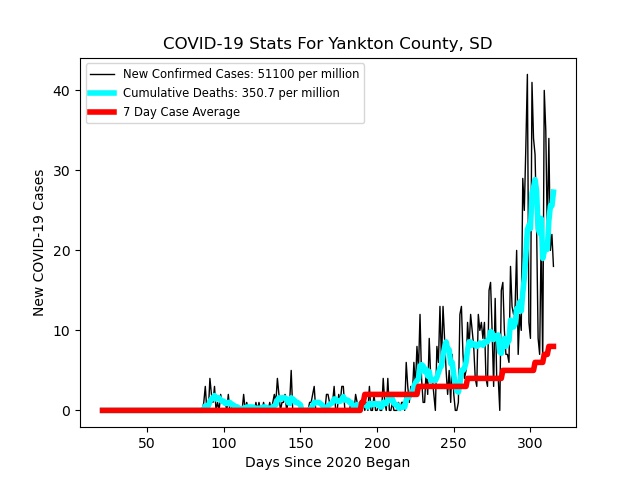 COVID-19 Stats For Yankton County, SD
New Confirmed Cases: 51100 per million
Cumulative Deaths: 350.7 per million
7 Day Case Average
New COVID-19 Cases
40
30
20
10
0
50 100 150 200 250 300
Days Since 2020 Began